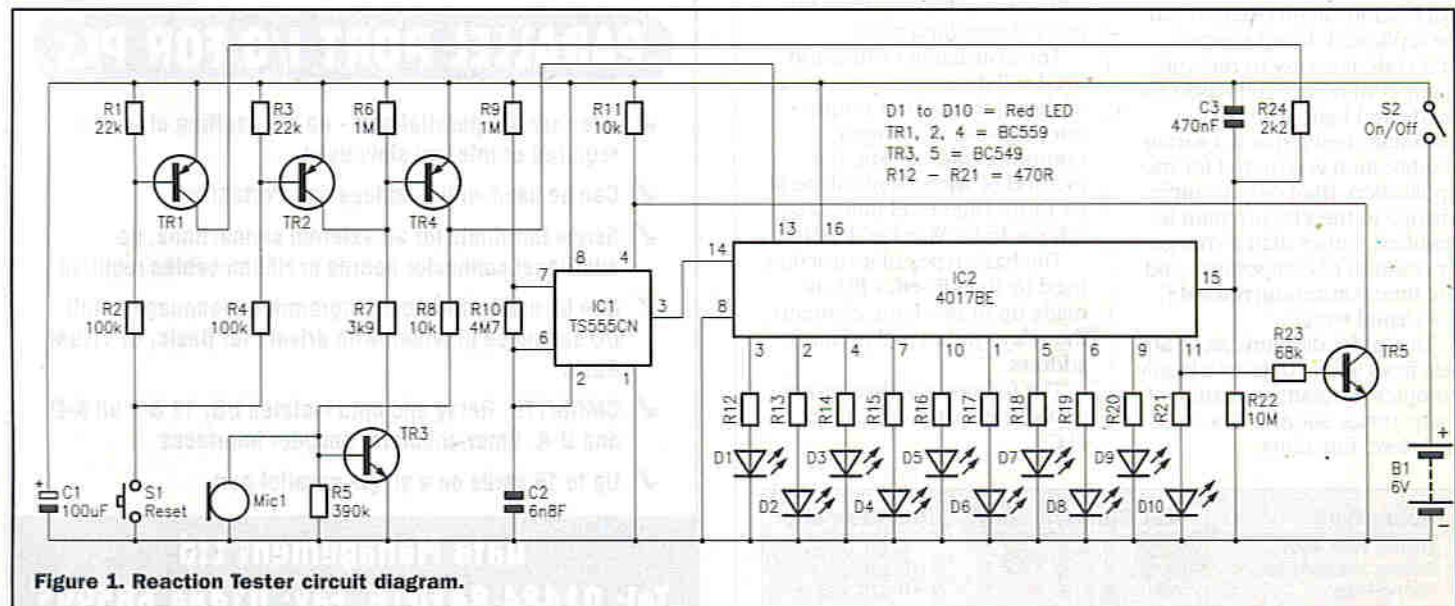 R1
22k
R3
22k
R6
1M
R9
1M
R11
10k
D1 to D10 = Red LED
TR1, 2, 4 = BC559
TR3, 5 = BC549
R12 - R21 = 470R
C3
470nF
R24
2k2
S2
On/Off
TR1
TR2
TR4
13
16
14
8
4
7
IC1
TS555CN
3
8
IC2
4017BE
15
R2
100k
R4
100k
R7
3k9
R8
10k
R10
4M7
6
2
1
3
2
4
7
10
1
5
6
9
11
R23
68k
TR5
R12
R13
R14
R15
R16
R17
R18
R19
R20
R21
R22
10M
TR3
D1
D3
D5
D7
D9
D2
D4
D6
D8
D10
+
C1
100uF
S1
Reset
Mic1
R5
390k
C2
6n8F
+
B1
6V
-
Figure 1. Reaction Tester circuit diagram.